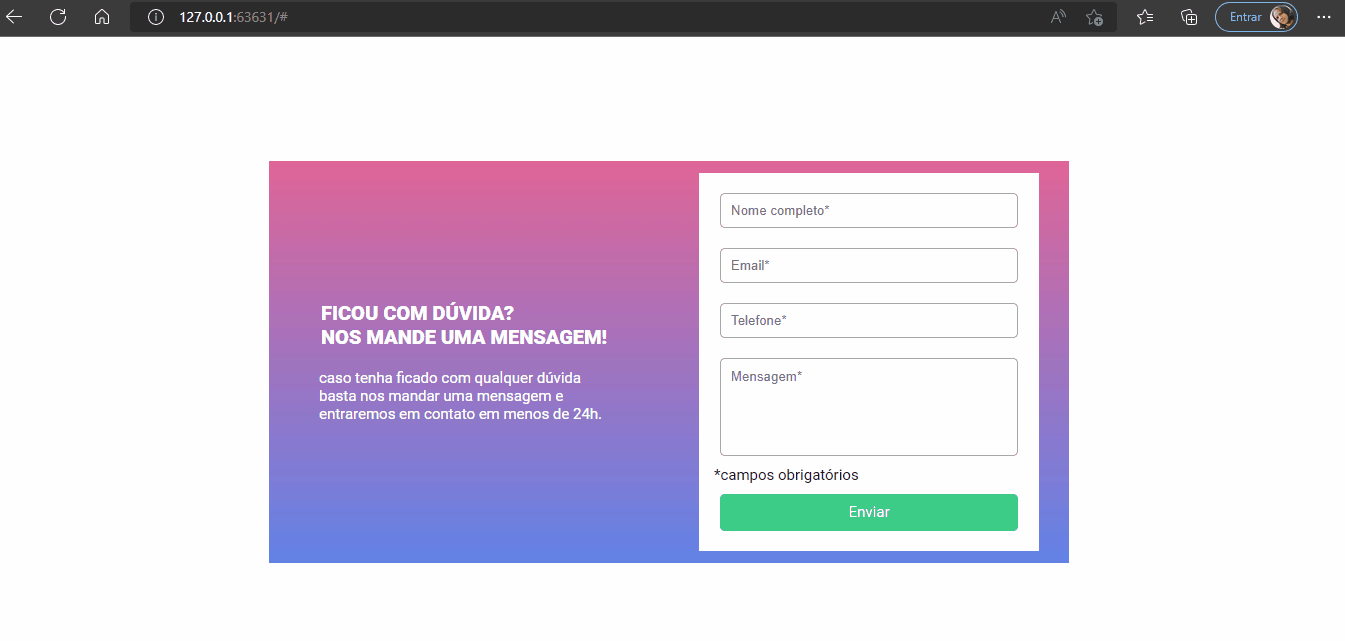 127.0.0.1:63631/#
Entrar
FICOU COM DÚVIDA?
NOS MANDE UMA MENSAGEM!
caso tenha ficado com qualquer dúvida
basta nos mandar uma mensagem e
entraremos em contato em menos de 24h.
Nome completo*
Email*
Telefone*
Mensagem*
*campos obrigatórios
Enviar